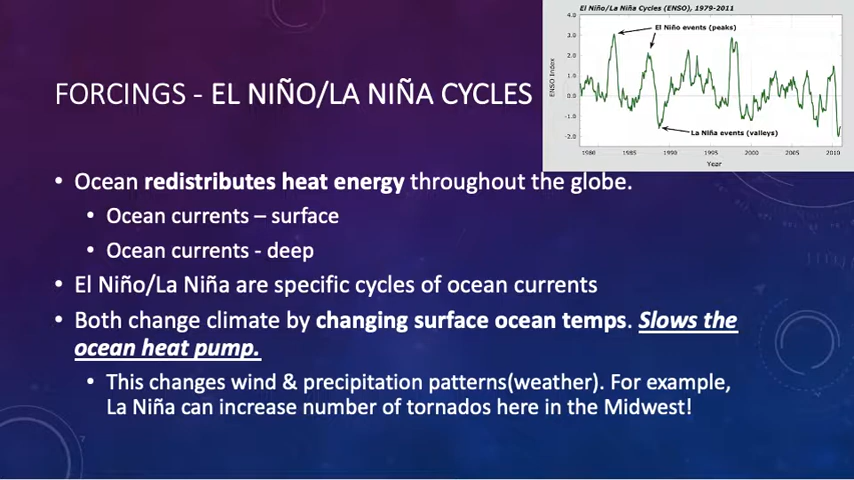 El Niño/La Niña Cycles (ENSO), 1979-2011
4.0
3.0
2.0
1.0
0.0
-1.0
-2.0
ENSO Index
El Niño events (peaks)
La Niña events (valleys)
1980 1985 1990 1995 2000 2005 2010
Year
FORCINGS - EL NIÑO/LA NIÑA CYCLES
• Ocean redistributes heat energy throughout the globe.
• Ocean currents – surface
• Ocean currents - deep
• El Niño/La Niña are specific cycles of ocean currents
• Both change climate by changing surface ocean temps. Slows the
ocean heat pump.
• This changes wind & precipitation patterns(weather). For example,
La Niña can increase number of tornados here in the Midwest!